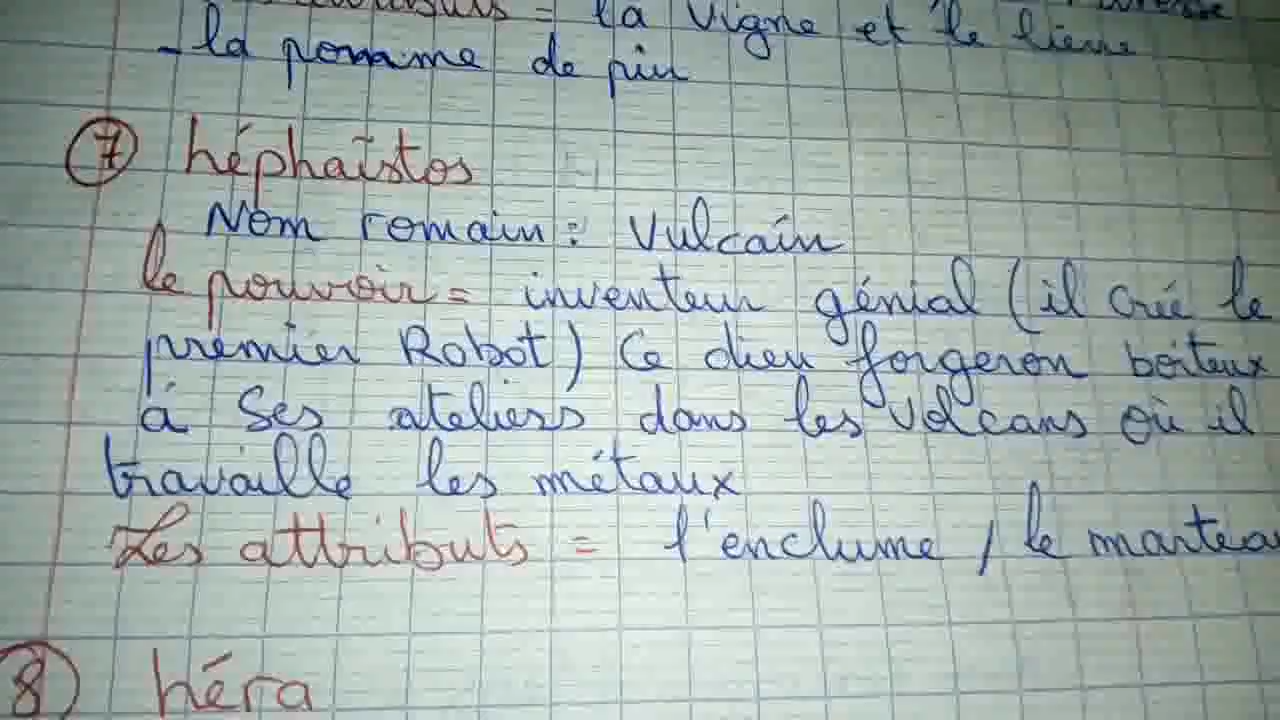 = la vigne et le lierre
- la pomme de pin
7 héphaïstos
Nom romain : Vulcain
le pouvoir = inventeur génial (il crée le
premier Robot) Ce dieu forgeron boiteux
à Ses ateliers dans les volcans où il
travaille les métaux
Les attributs = l'enclume / le marteau
8 héra